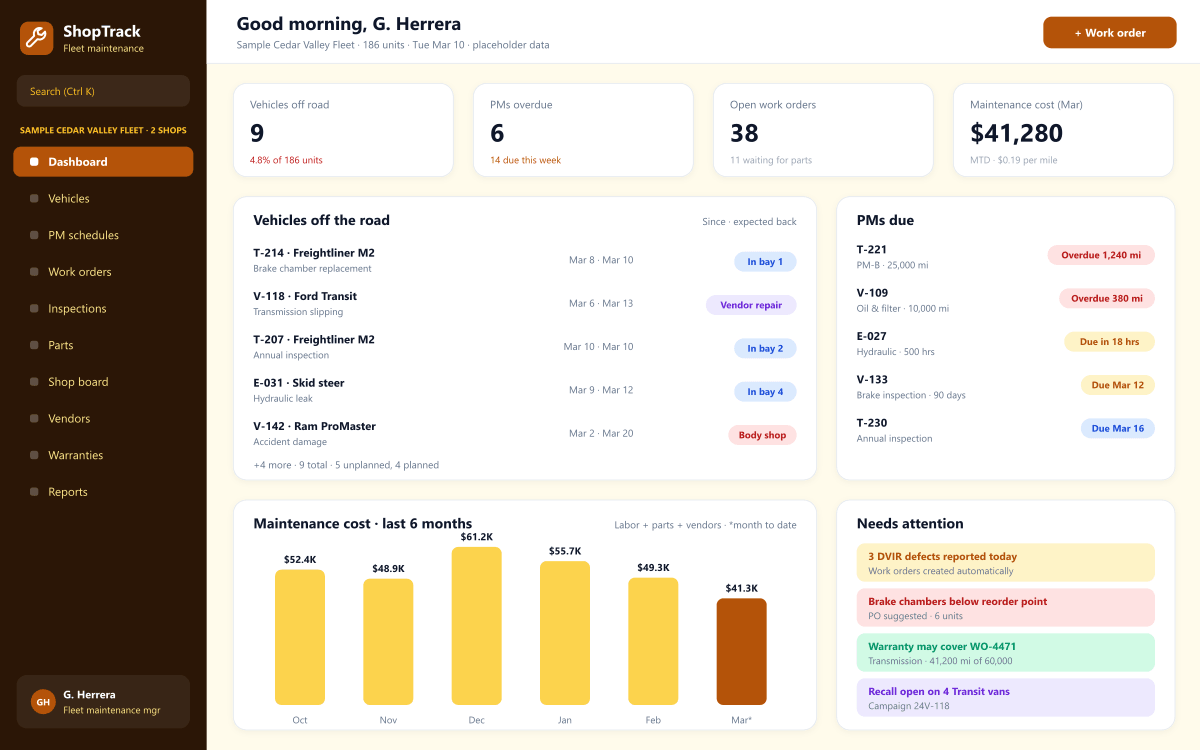 ShopTrack
Fleet maintenance
Search (Ctrl K)
SAMPLE CEDAR VALLEY FLEET · 2 SHOPS
Dashboard
Vehicles
PM schedules
Work orders
Inspections
Parts
Shop board
Vendors
Warranties
Reports
GH
G. Herrera
Fleet maintenance mgr
Good morning, G. Herrera
Sample Cedar Valley Fleet · 186 units · Tue Mar 10 · placeholder data
+ Work order
Vehicles off road
9
4.8% of 186 units
PMs overdue
6
14 due this week
Open work orders
38
11 waiting for parts
Maintenance cost (Mar)
$41,280
MTD · $0.19 per mile
Vehicles off the road
Since · expected back
T-214 · Freightliner M2
Brake chamber replacement
Mar 8 · Mar 10
In bay 1
V-118 · Ford Transit
Transmission slipping
Mar 6 · Mar 13
Vendor repair
T-207 · Freightliner M2
Annual inspection
Mar 10 · Mar 10
In bay 2
E-031 · Skid steer
Hydraulic leak
Mar 9 · Mar 12
In bay 4
V-142 · Ram ProMaster
Accident damage
Mar 2 · Mar 20
Body shop
+4 more · 9 total · 5 unplanned, 4 planned
PMs due
T-221
PM-B · 25,000 mi
Overdue 1,240 mi
V-109
Oil & filter · 10,000 mi
Overdue 380 mi
E-027
Hydraulic · 500 hrs
Due in 18 hrs
V-133
Brake inspection · 90 days
Due Mar 12
T-230
Annual inspection
Due Mar 16
Maintenance cost · last 6 months
Labor + parts + vendors · *month to date
$52.4K
$48.9K
$61.2K
$55.7K
$49.3K
$41.3K
Oct
Nov
Dec
Jan
Feb
Mar*
Needs attention
3 DVIR defects reported today
Work orders created automatically
Brake chambers below reorder point
PO suggested · 6 units
Warranty may cover WO-4471
Transmission · 41,200 mi of 60,000
Recall open on 4 Transit vans
Campaign 24V-118